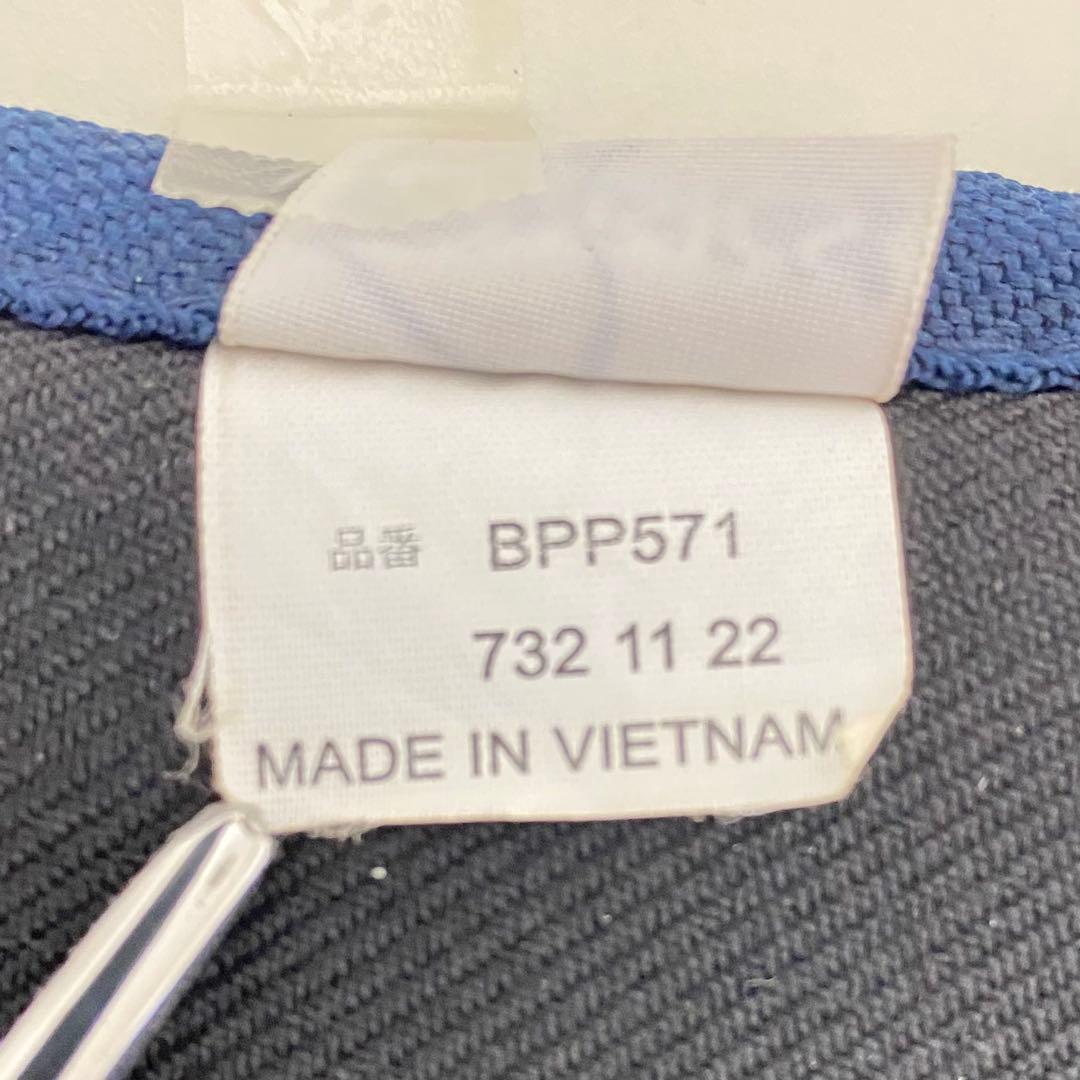 品番 BPP571
732 11 22
MADE IN VIETNAM